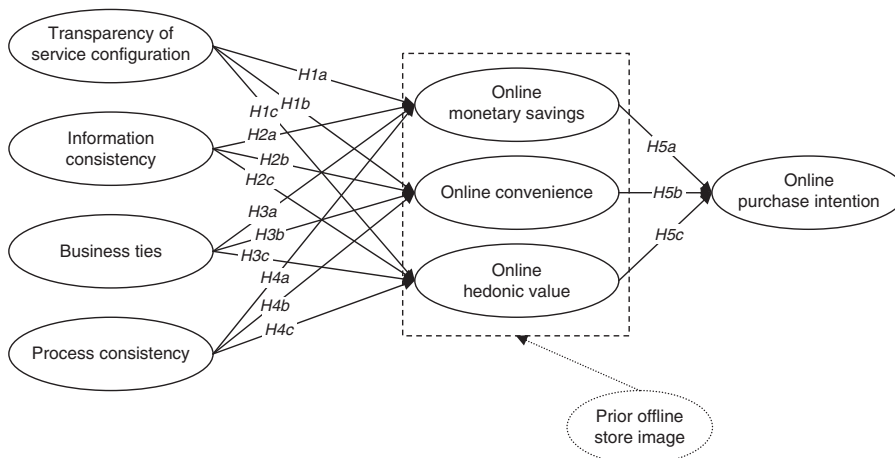 Transparency of
service configuration
Information
consistency
Business ties
Process consistency
H1a
H1b
H1c
H2a
H2b
H2c
H3a
H3b
H3c
H4a
H4b
H4c
Online
monetary savings
Online convenience
Online
hedonic value
H5a
H5b
H5c
Online
purchase intention
Prior offline
store image